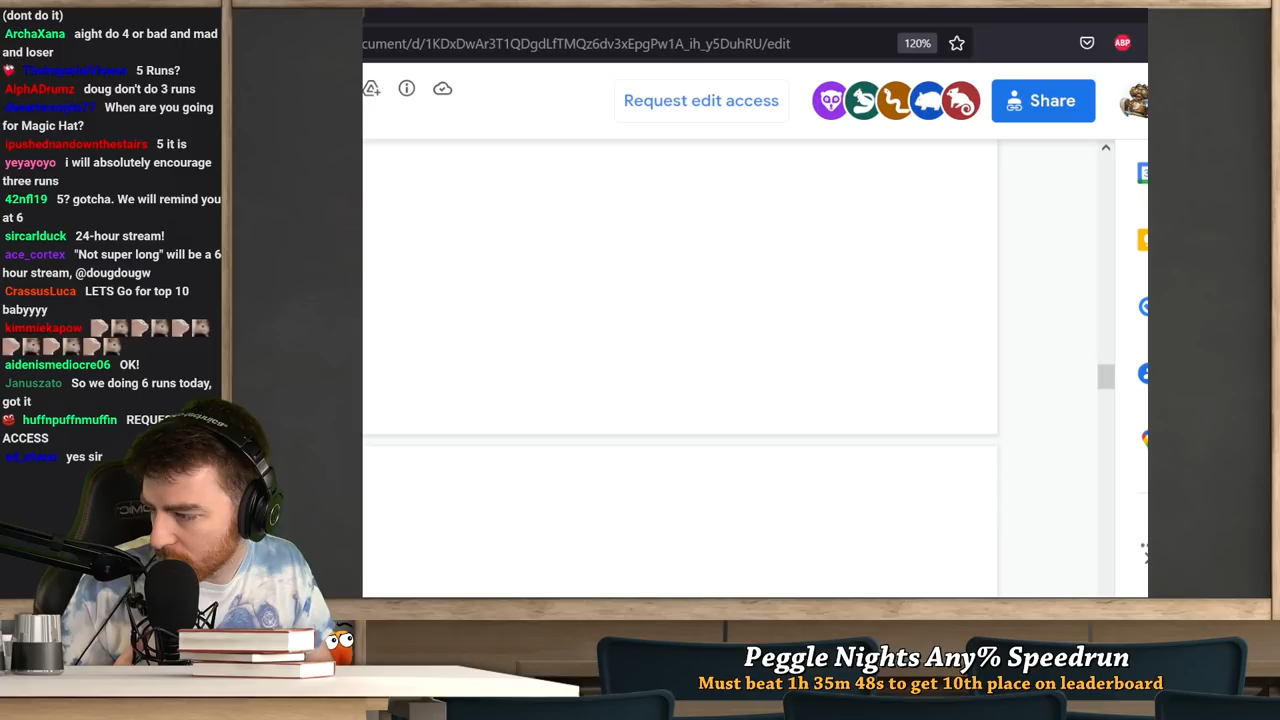 (dont do it)
ArchaXana aight do 4 or bad and mad
and loser
5 Runs?
AlphADrumz doug don't do 3 runs
When are you going
for Magic Hat?
ipushednandownthestairs 5 it is
yeyayoyo i will absolutely encourage
three runs
42nfl19 5? gotcha. We will remind you
at 6
sircarlduck 24-hour stream!
ace_cortex "Not super long" will be a 6
hour stream, @dougdougw
CrassusLuca LETS Go for top 10
babyyyy
kimmiekapow
aidenismediocre06 OK!
Januszato So we doing 6 runs today,
got it
huffnpuffnmuffin REQUE
ACCESS
yes sir
cument/d/1KDxDwAr3T1QDgdLfTMQz6dv3xEpgPw1A_ih_y5DuhRU/edit
120%
ABP
Request edit access
Share
Peggle Nights Any% Speedrun
Must beat 1h 35m 48s to get 10th place on leaderboard